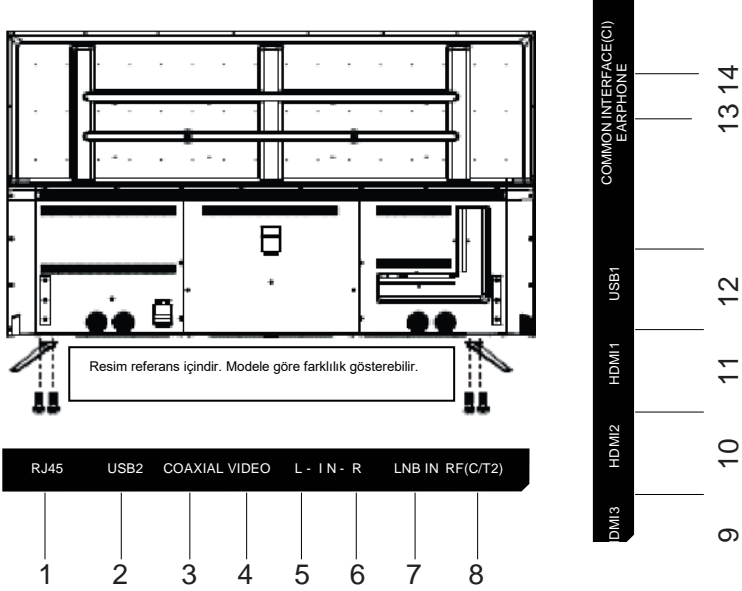 Resim referans içindir. Modele göre farklılık gösterebilir.
RJ45 USB2 COAXIAL VIDEO L - I N - R LNB IN RF(C/T2)
1 2 3 4 5 6 7 8
COMMON INTERFACE(CI)
EARPHONE
USB1
HDMI1
HDMI2
DMI3
14
13
12
11
10
9